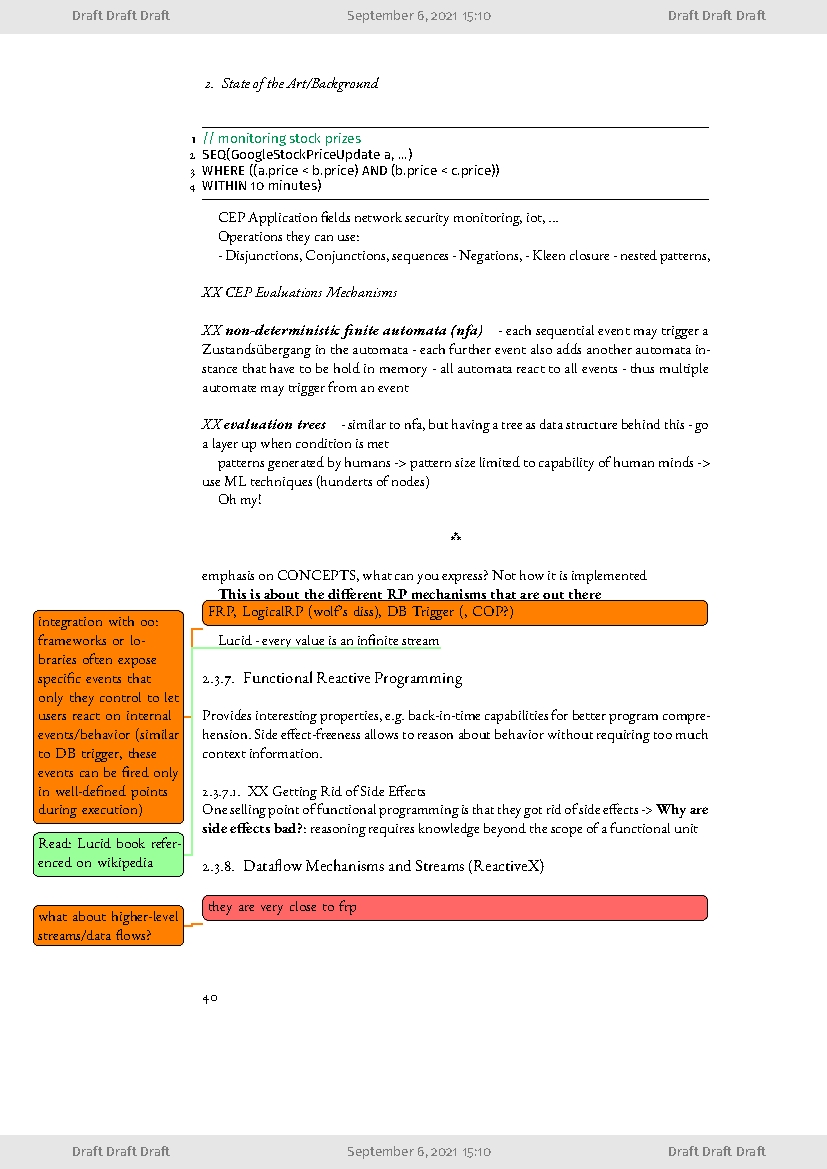 Draft Draft Draft September 6, 2021 15:10 Draft Draft Draft
2. State of the Art/Background
1 // monitoring stock prizes
2 SEQ(GoogleStockPriceUpdate a, ...)
3 WHERE ((a.price < b.price) AND (b.price < c.price))
4 WITHIN 10 minutes)
CEP Application fields network security monitoring, iot, ...
Operations they can use:
- Disjunctions, Conjunctions, sequences - Negations, - Kleen closure - nested patterns,
XX CEP Evaluations Mechanisms
XX non-deterministic finite automata (nfa) - each sequential event may trigger a
Zustandsübergang in the automata - each further event also adds another automata in-
stance that have to be hold in memory - all automata react to all events - thus multiple
automate may trigger from an event
XX evaluation trees - similar to nfa, but having a tree as data structure behind this - go
a layer up when condition is met
patterns generated by humans -> pattern size limited to capability of human minds ->
use ML techniques (hunderts of nodes)
Oh my!
⁂
emphasis on CONCEPTS, what can you express? Not how it is implemented
This is about the different RP mechanisms that are out there
FRP, LogicalRP (wolf's diss), DB Trigger (, COP?)
Lucid - every value is an infinite stream
integration with oo:
frameworks or lo-
braries often expose
specific events that
only they control to let
users react on internal
events/behavior (similar
to DB trigger, these
events can be fired only
in well-defined points
during execution)
Read: Lucid book refer-
enced on wikipedia
2.3.7. Functional Reactive Programming
Provides interesting properties, e.g. back-in-time capabilities for better program compre-
hension. Side effect-freeness allows to reason about behavior without requiring too much
context information.
2.3.7.1. XX Getting Rid of Side Effects
One selling point of functional programming is that they got rid of side effects -> Why are
side effects bad?: reasoning requires knowledge beyond the scope of a functional unit
2.3.8. Dataflow Mechanisms and Streams (ReactiveX)
they are very close to frp
what about higher-level
streams/data flows?
40
Draft Draft Draft September 6, 2021 15:10 Draft Draft Draft